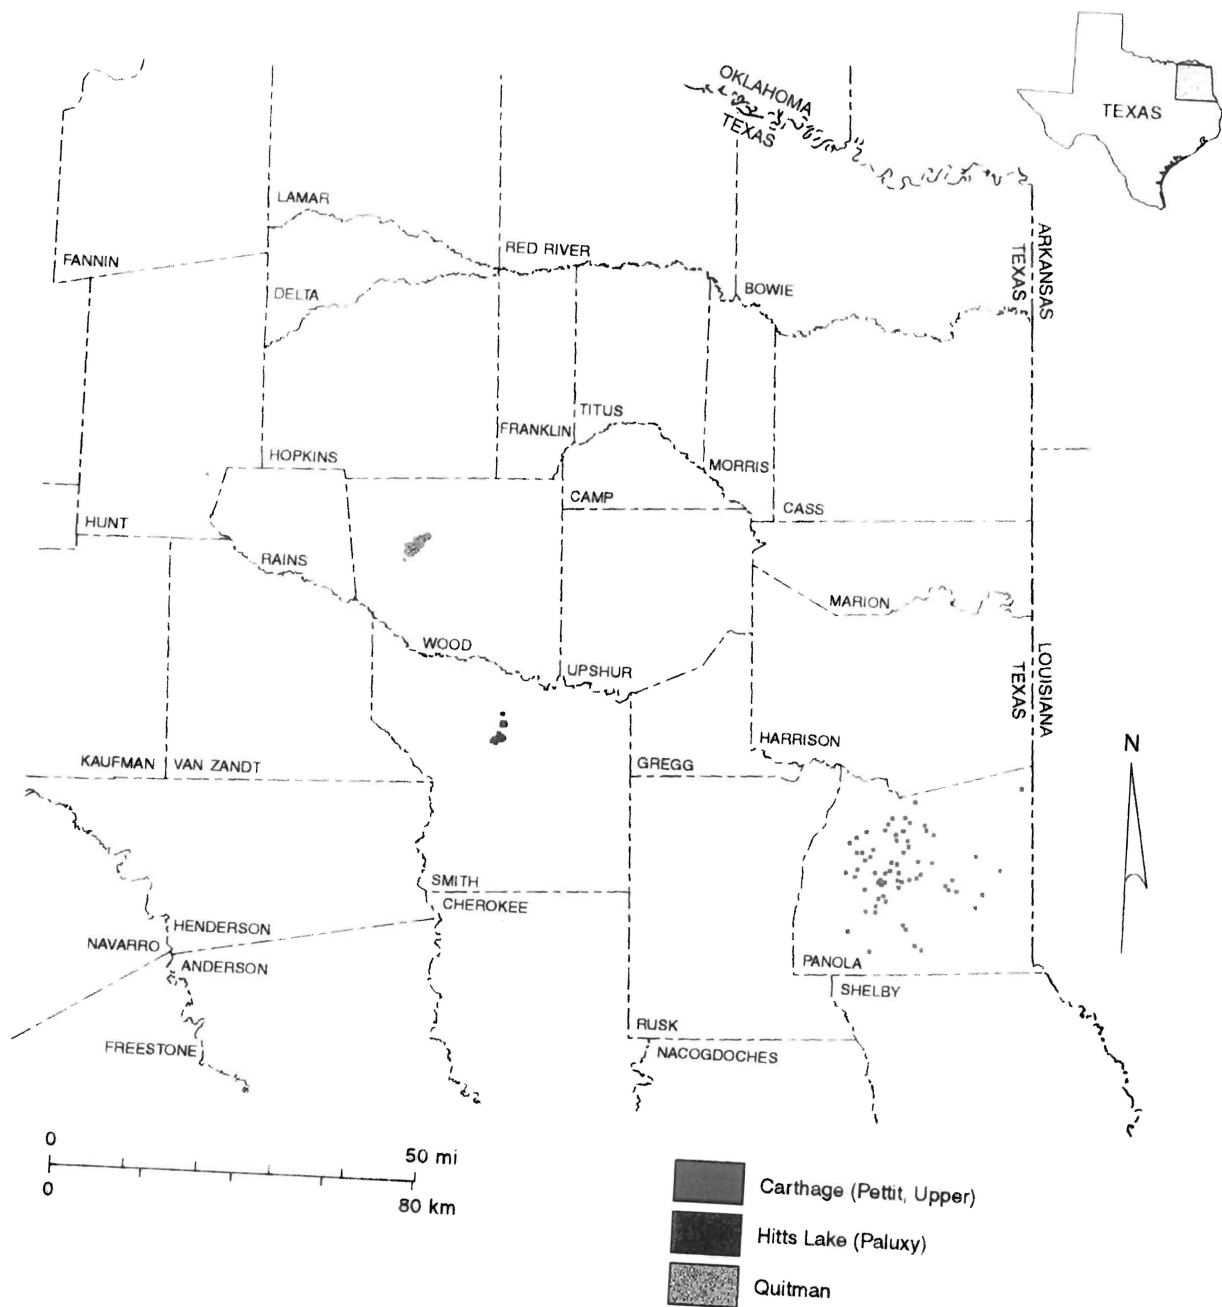 OKLAHOMA
TEXAS
TEXAS
LAMAR
RED RIVER
FANNIN
DELTA
BOWIE
ARKANSAS
TEXAS
TITUS
FRANKLIN
HOPKINS
MORRIS
CAMP
CASS
HUNT
RAINS
MARION
WOOD
UPSHUR
LOUISIANA
TEXAS
HARRISON
N
KAUFMAN
VAN ZANDT
GREGG
SMITH
CHEROKEE
HENDERSON
NAVARRO
ANDERSON
PANOLA
SHELBY
RUSK
NACOGDOCHES
FREESTONE
0
50 mi
0
80 km
Carthage (Pettit, Upper)
Hitts Lake (Paluxy)
Quitman